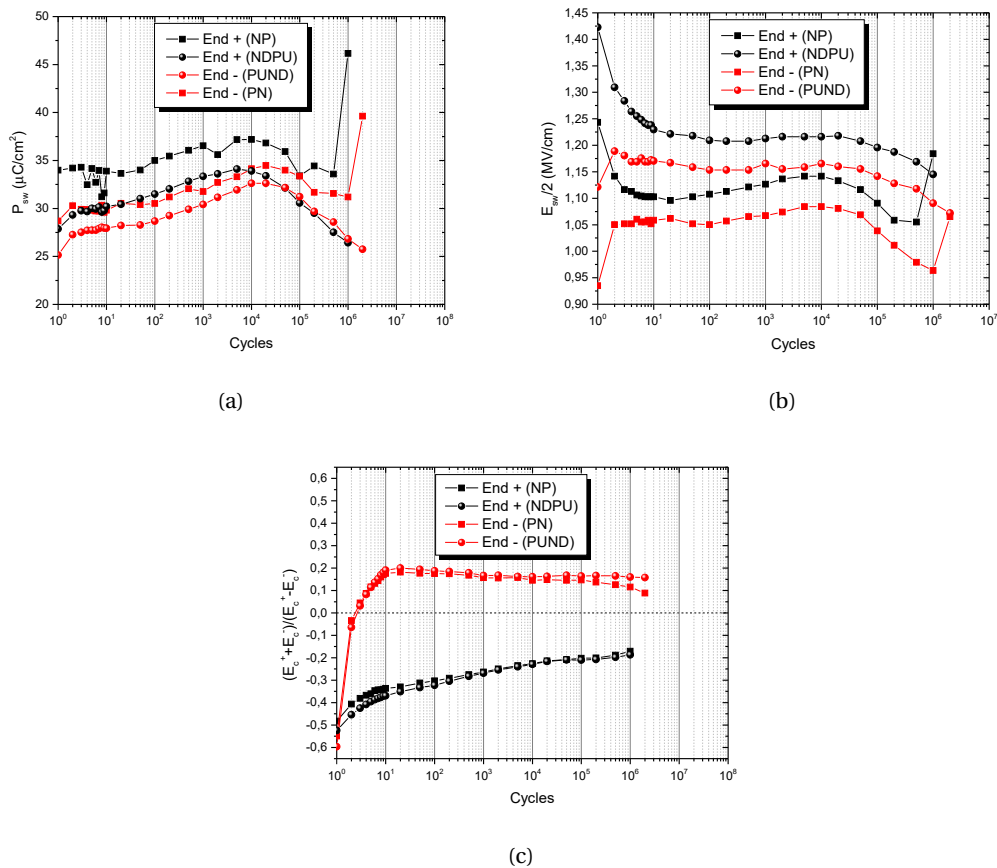 (a)
50
45
40
35
30
25
20
P_sw (μC/cm²)
End + (NP)
End + (NDPU)
End - (PUND)
End - (PN)
10⁰ 10¹ 10² 10³ 10⁴ 10⁵ 10⁶ 10⁷ 10⁸
Cycles
(a)
b)
1,45
1,40
1,35
1,30
1,25
1,20
1,15
1,10
1,05
1,00
0,95
0,90
E_sw/2 (MV/cm)
End + (NP)
End + (NDPU)
End - (PN)
End - (PUND)
10⁰ 10¹ 10² 10³ 10⁴ 10⁵ 10⁶ 10⁷
Cycles
(b)
0,6
0,5
0,4
0,3
0,2
0,1
0,0
-0,1
-0,2
-0,3
-0,4
-0,5
-0,6
(E_c⁺+E_c⁻)/(E_c⁺-E_c⁻)
End + (NP)
End + (NDPU)
End - (PN)
End - (PUND)
10⁰ 10¹ 10² 10³ 10⁴ 10⁵ 10⁶ 10⁷ 10⁸
Cycles
(c)